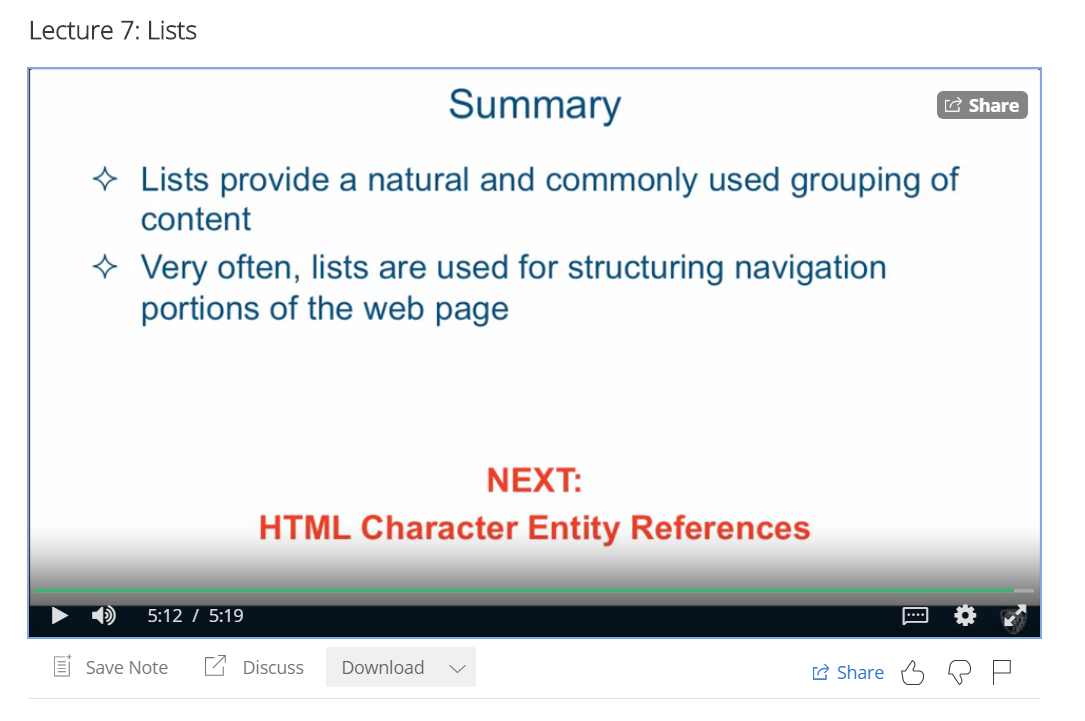 Lecture 7: Lists
Summary
Share
Lists provide a natural and commonly used grouping of
content
Very often, lists are used for structuring navigation
portions of the web page
NEXT:
HTML Character Entity References
5:12 / 5:19
Save Note
Discuss
Download
Share